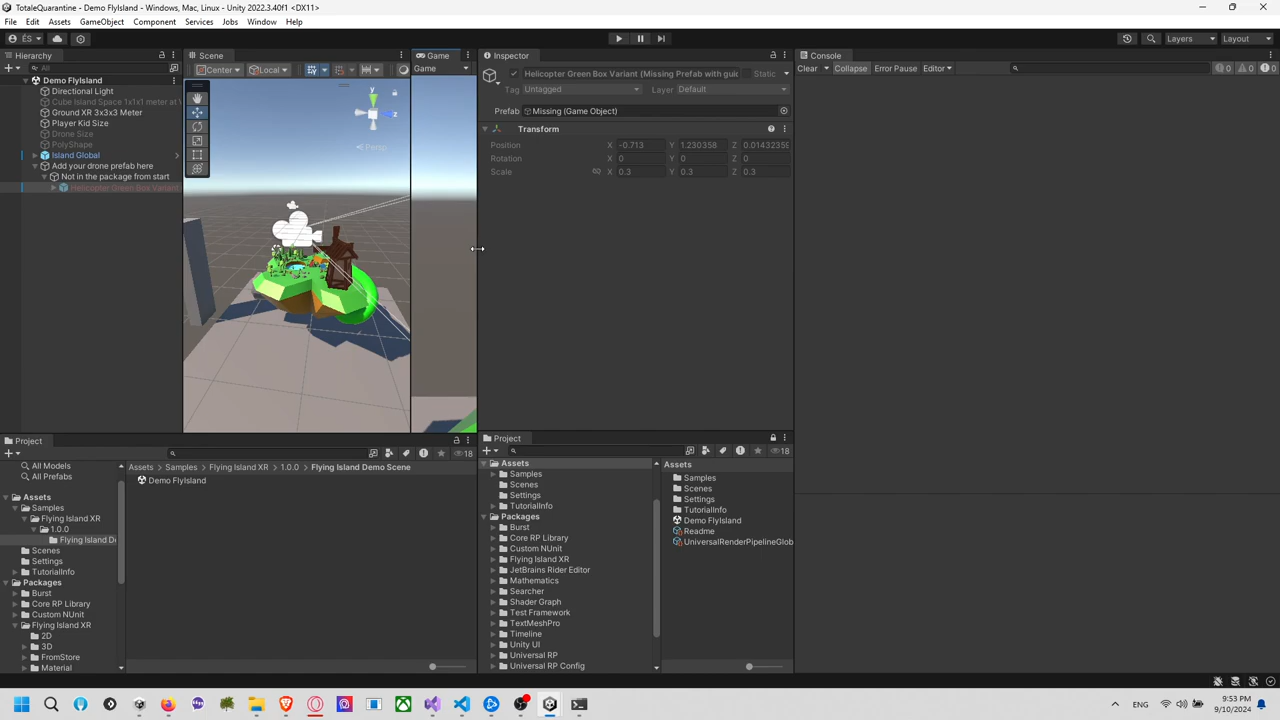 TotaleQuarantine - Demo FlyIsland - Windows, Mac, Linux - Unity 2022.3.40f1 <DX11>
File Edit Assets GameObject Component Services Jobs Window Help
ÉS Layers Layout
Hierarchy
All
Demo FlyIsland
Directional Light
Cube Island Space 1x1x1 meter at V
Ground XR 3x3x3 Meter
Player Kid Size
Drone Size
PolyShape
Island Global
Add your drone prefab here
Not in the package from start
Helicopter Green Box Variant
Scene
Center Local
y
z
Persp
Game
Game
Inspector
Helicopter Green Box Variant (Missing Prefab with guid Static
Tag Untagged Layer Default
Prefab Missing (Game Object)
Transform
Position X -0.713 Y 1.230358 Z 0.01432359
Rotation X 0 Y 0 Z 0
Scale X 0.3 Y 0.3 Z 0.3
Console
Clear Collapse Error Pause Editor 0 0 0
Project
18
All Models
All Prefabs
Assets
Samples
Flying Island XR
1.0.0
Flying Island De
Scenes
Settings
TutorialInfo
Packages
Burst
Core RP Library
Custom NUnit
Flying Island XR
2D
3D
FromStore
Material
Assets Samples Flying Island XR 1.0.0 Flying Island Demo Scene
Demo FlyIsland
Project
18
Assets
Samples
Scenes
Settings
TutorialInfo
Packages
Burst
Core RP Library
Custom NUnit
Flying Island XR
JetBrains Rider Editor
Mathematics
Searcher
Shader Graph
Test Framework
TextMeshPro
Timeline
Unity UI
Universal RP
Universal RP Config
Assets
Samples
Scenes
Settings
TutorialInfo
Demo FlyIsland
Readme
UniversalRenderPipelineGlob
ENG 9:53 PM
9/10/2024